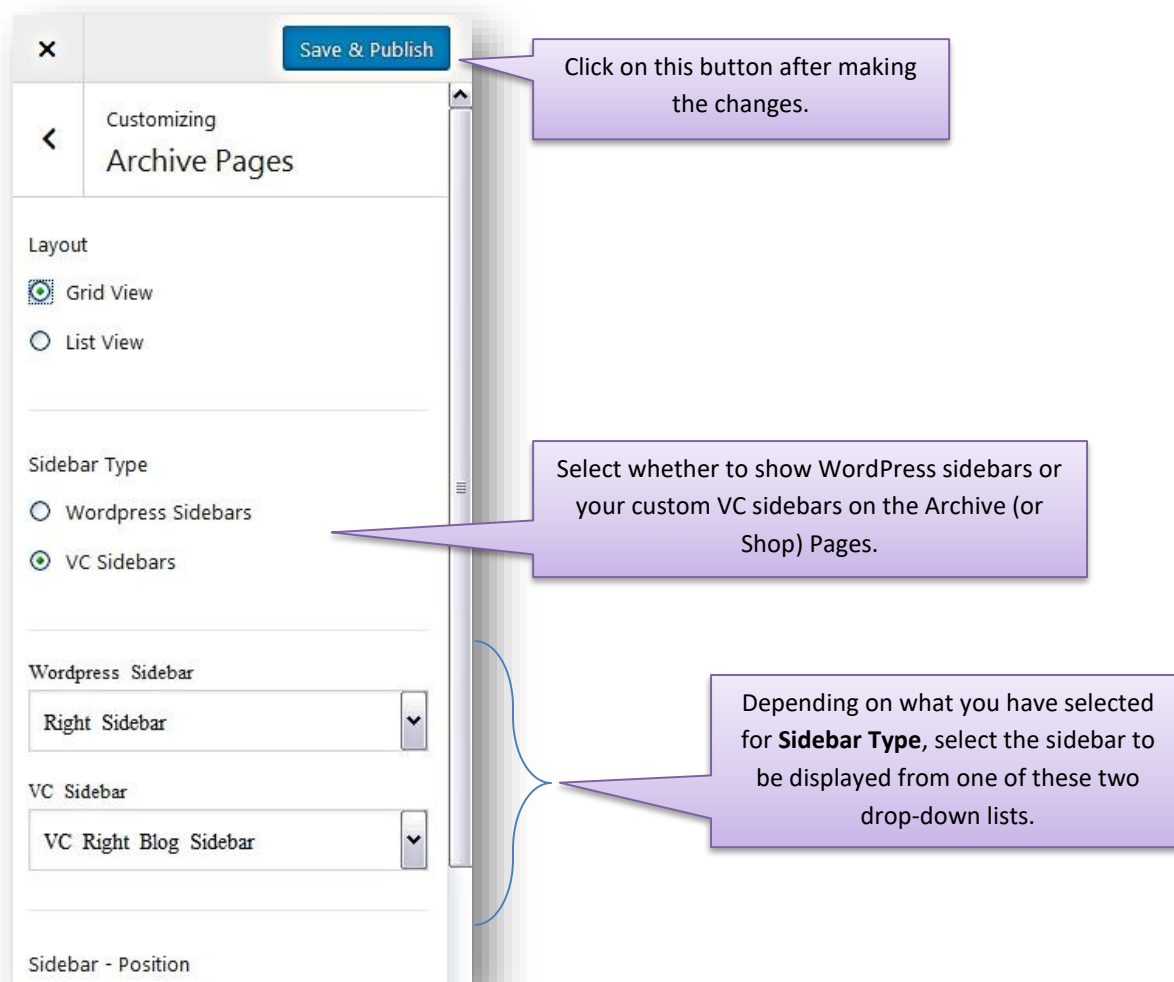 Save & Publish
Click on this button after making
the changes.
Customizing
Archive Pages
Layout
Grid View
List View
Sidebar Type
Wordpress Sidebars
VC Sidebars
Select whether to show WordPress sidebars or
your custom VC sidebars on the Archive (or
Shop) Pages.
Wordpress Sidebar
Right Sidebar
VC Sidebar
VC Right Blog Sidebar
Depending on what you have selected
for Sidebar Type, select the sidebar to
be displayed from one of these two
drop-down lists.
Sidebar - Position